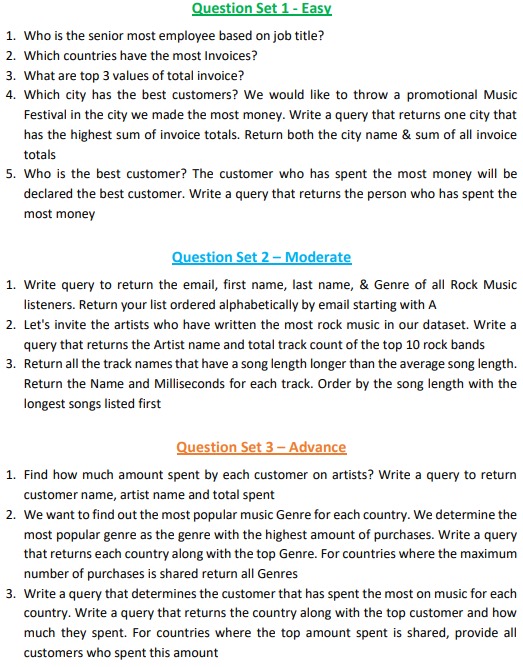 Question Set 1 - Easy
1. Who is the senior most employee based on job title?
2. Which countries have the most Invoices?
3. What are top 3 values of total invoice?
4. Which city has the best customers? We would like to throw a promotional Music
Festival in the city we made the most money. Write a query that returns one city that
has the highest sum of invoice totals. Return both the city name & sum of all invoice
totals
5. Who is the best customer? The customer who has spent the most money will be
declared the best customer. Write a query that returns the person who has spent the
most money
Question Set 2 – Moderate
1. Write query to return the email, first name, last name, & Genre of all Rock Music
listeners. Return your list ordered alphabetically by email starting with A
2. Let's invite the artists who have written the most rock music in our dataset. Write a
query that returns the Artist name and total track count of the top 10 rock bands
3. Return all the track names that have a song length longer than the average song length.
Return the Name and Milliseconds for each track. Order by the song length with the
longest songs listed first
Question Set 3 – Advance
1. Find how much amount spent by each customer on artists? Write a query to return
customer name, artist name and total spent
2. We want to find out the most popular music Genre for each country. We determine the
most popular genre as the genre with the highest amount of purchases. Write a query
that returns each country along with the top Genre. For countries where the maximum
number of purchases is shared return all Genres
3. Write a query that determines the customer that has spent the most on music for each
country. Write a query that returns the country along with the top customer and how
much they spent. For countries where the top amount spent is shared, provide all
customers who spent this amount